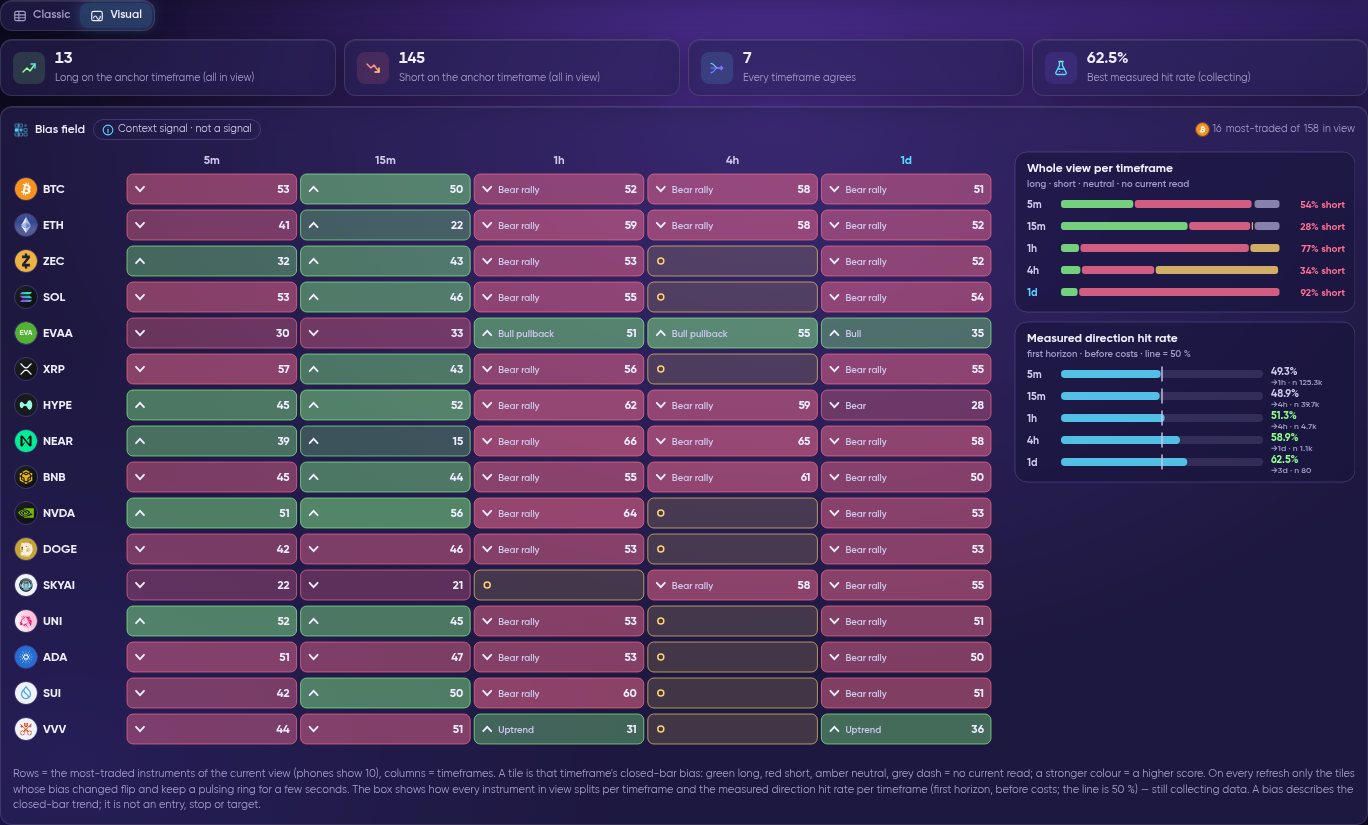 Classic Visual
13
Long on the anchor timeframe (all in view)
145
Short on the anchor timeframe (all in view)
7
Every timeframe agrees
62.5%
Best measured hit rate (collecting)
Bias field Context signal · not a signal
16 most-traded of 158 in view
5m 15m 1h 4h 1d
BTC 53 50 Bear rally 52 Bear rally 58 Bear rally 51
ETH 41 22 Bear rally 59 Bear rally 58 Bear rally 52
ZEC 32 43 Bear rally 53 Bear rally 52
SOL 53 46 Bear rally 55 Bear rally 54
EVA EVAA 30 33 Bull pullback 51 Bull pullback 55 Bull 35
XRP 57 43 Bear rally 56 Bear rally 55
HYPE 45 52 Bear rally 62 Bear rally 59 Bear 28
NEAR 39 15 Bear rally 66 Bear rally 65 Bear rally 58
BNB 45 44 Bear rally 55 Bear rally 61 Bear rally 50
NVDA 51 56 Bear rally 64 Bear rally 53
DOGE 42 46 Bear rally 53 Bear rally 53
SKYAI 22 21 Bear rally 58 Bear rally 55
UNI 52 45 Bear rally 53 Bear rally 51
ADA 51 47 Bear rally 53 Bear rally 50
SUI 42 50 Bear rally 60 Bear rally 51
VVV 44 51 Uptrend 31 Uptrend 36
Whole view per timeframe
long · short · neutral · no current read
5m 54% short
15m 28% short
1h 77% short
4h 34% short
1d 92% short
Measured direction hit rate
first horizon · before costs · line = 50 %
5m 49.3%
→1h · n 125.3k
15m 48.9%
→4h · n 39.7k
1h 51.3%
→4h · n 4.7k
4h 58.9%
→1d · n 1.1k
1d 62.5%
→3d · n 80
Rows = the most-traded instruments of the current view (phones show 10), columns = timeframes. A tile is that timeframe's closed-bar bias: green long, red short, amber neutral, grey dash = no current read; a stronger colour = a higher score. On every refresh only the tiles
whose bias changed flip and keep a pulsing ring for a few seconds. The box shows how every instrument in view splits per timeframe and the measured direction hit rate per timeframe (first horizon, before costs; the line is 50 %) — still collecting data. A bias describes the
closed-bar trend; it is not an entry, stop or target.